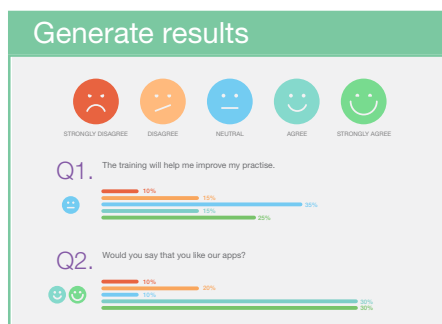 Generate results
STRONGLY DISAGREE DISAGREE NEUTRAL AGREE STRONGLY AGREE
Q1. The training will help me improve my practise.
10%
15%
35%
15%
25%
Q2. Would you say that you like our apps?
10%
20%
10%
30%
30%